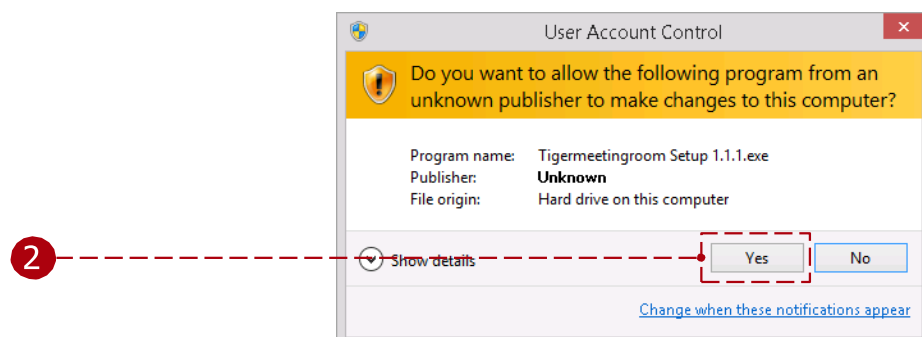 User Account Control
Do you want to allow the following program from an
unknown publisher to make changes to this computer?
Program name: Tigermeetingroom Setup 1.1.1.exe
Publisher: Unknown
File origin: Hard drive on this computer
2
Show details Yes No
Change when these notifications appear